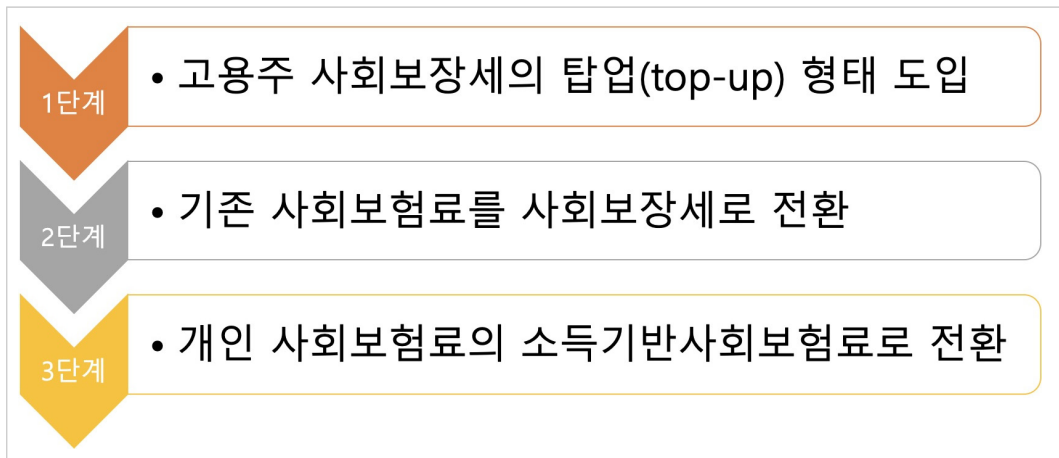 1단계
• 고용주 사회보장세의 탑업(top-up) 형태 도입
2단계
• 기존 사회보험료를 사회보장세로 전환
3단계
• 개인 사회보험료의 소득기반사회보험료로 전환